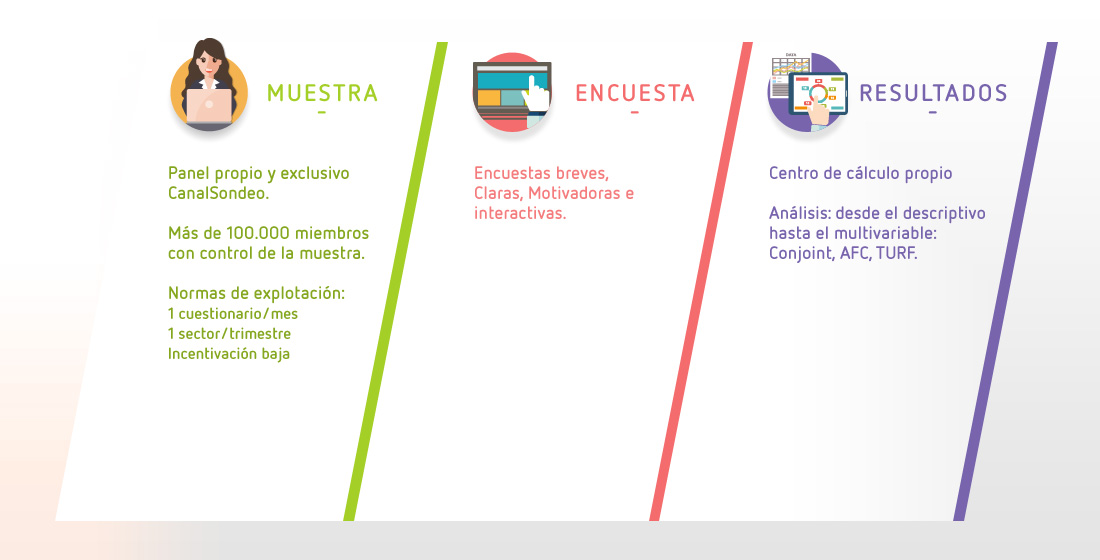 MUESTRA
Panel propio y exclusivo
CanalSondeo.
Más de 100.000 miembros
con control de la muestra.
Normas de explotación:
1 cuestionario/mes
1 sector/trimestre
Incentivación baja
ENCUESTA
Encuestas breves,
Claras, Motivadoras e
interactivas.
RESULTADOS
Centro de cálculo propio
Análisis: desde el descriptivo
hasta el multivariable:
Conjoint, AFC, TURF.